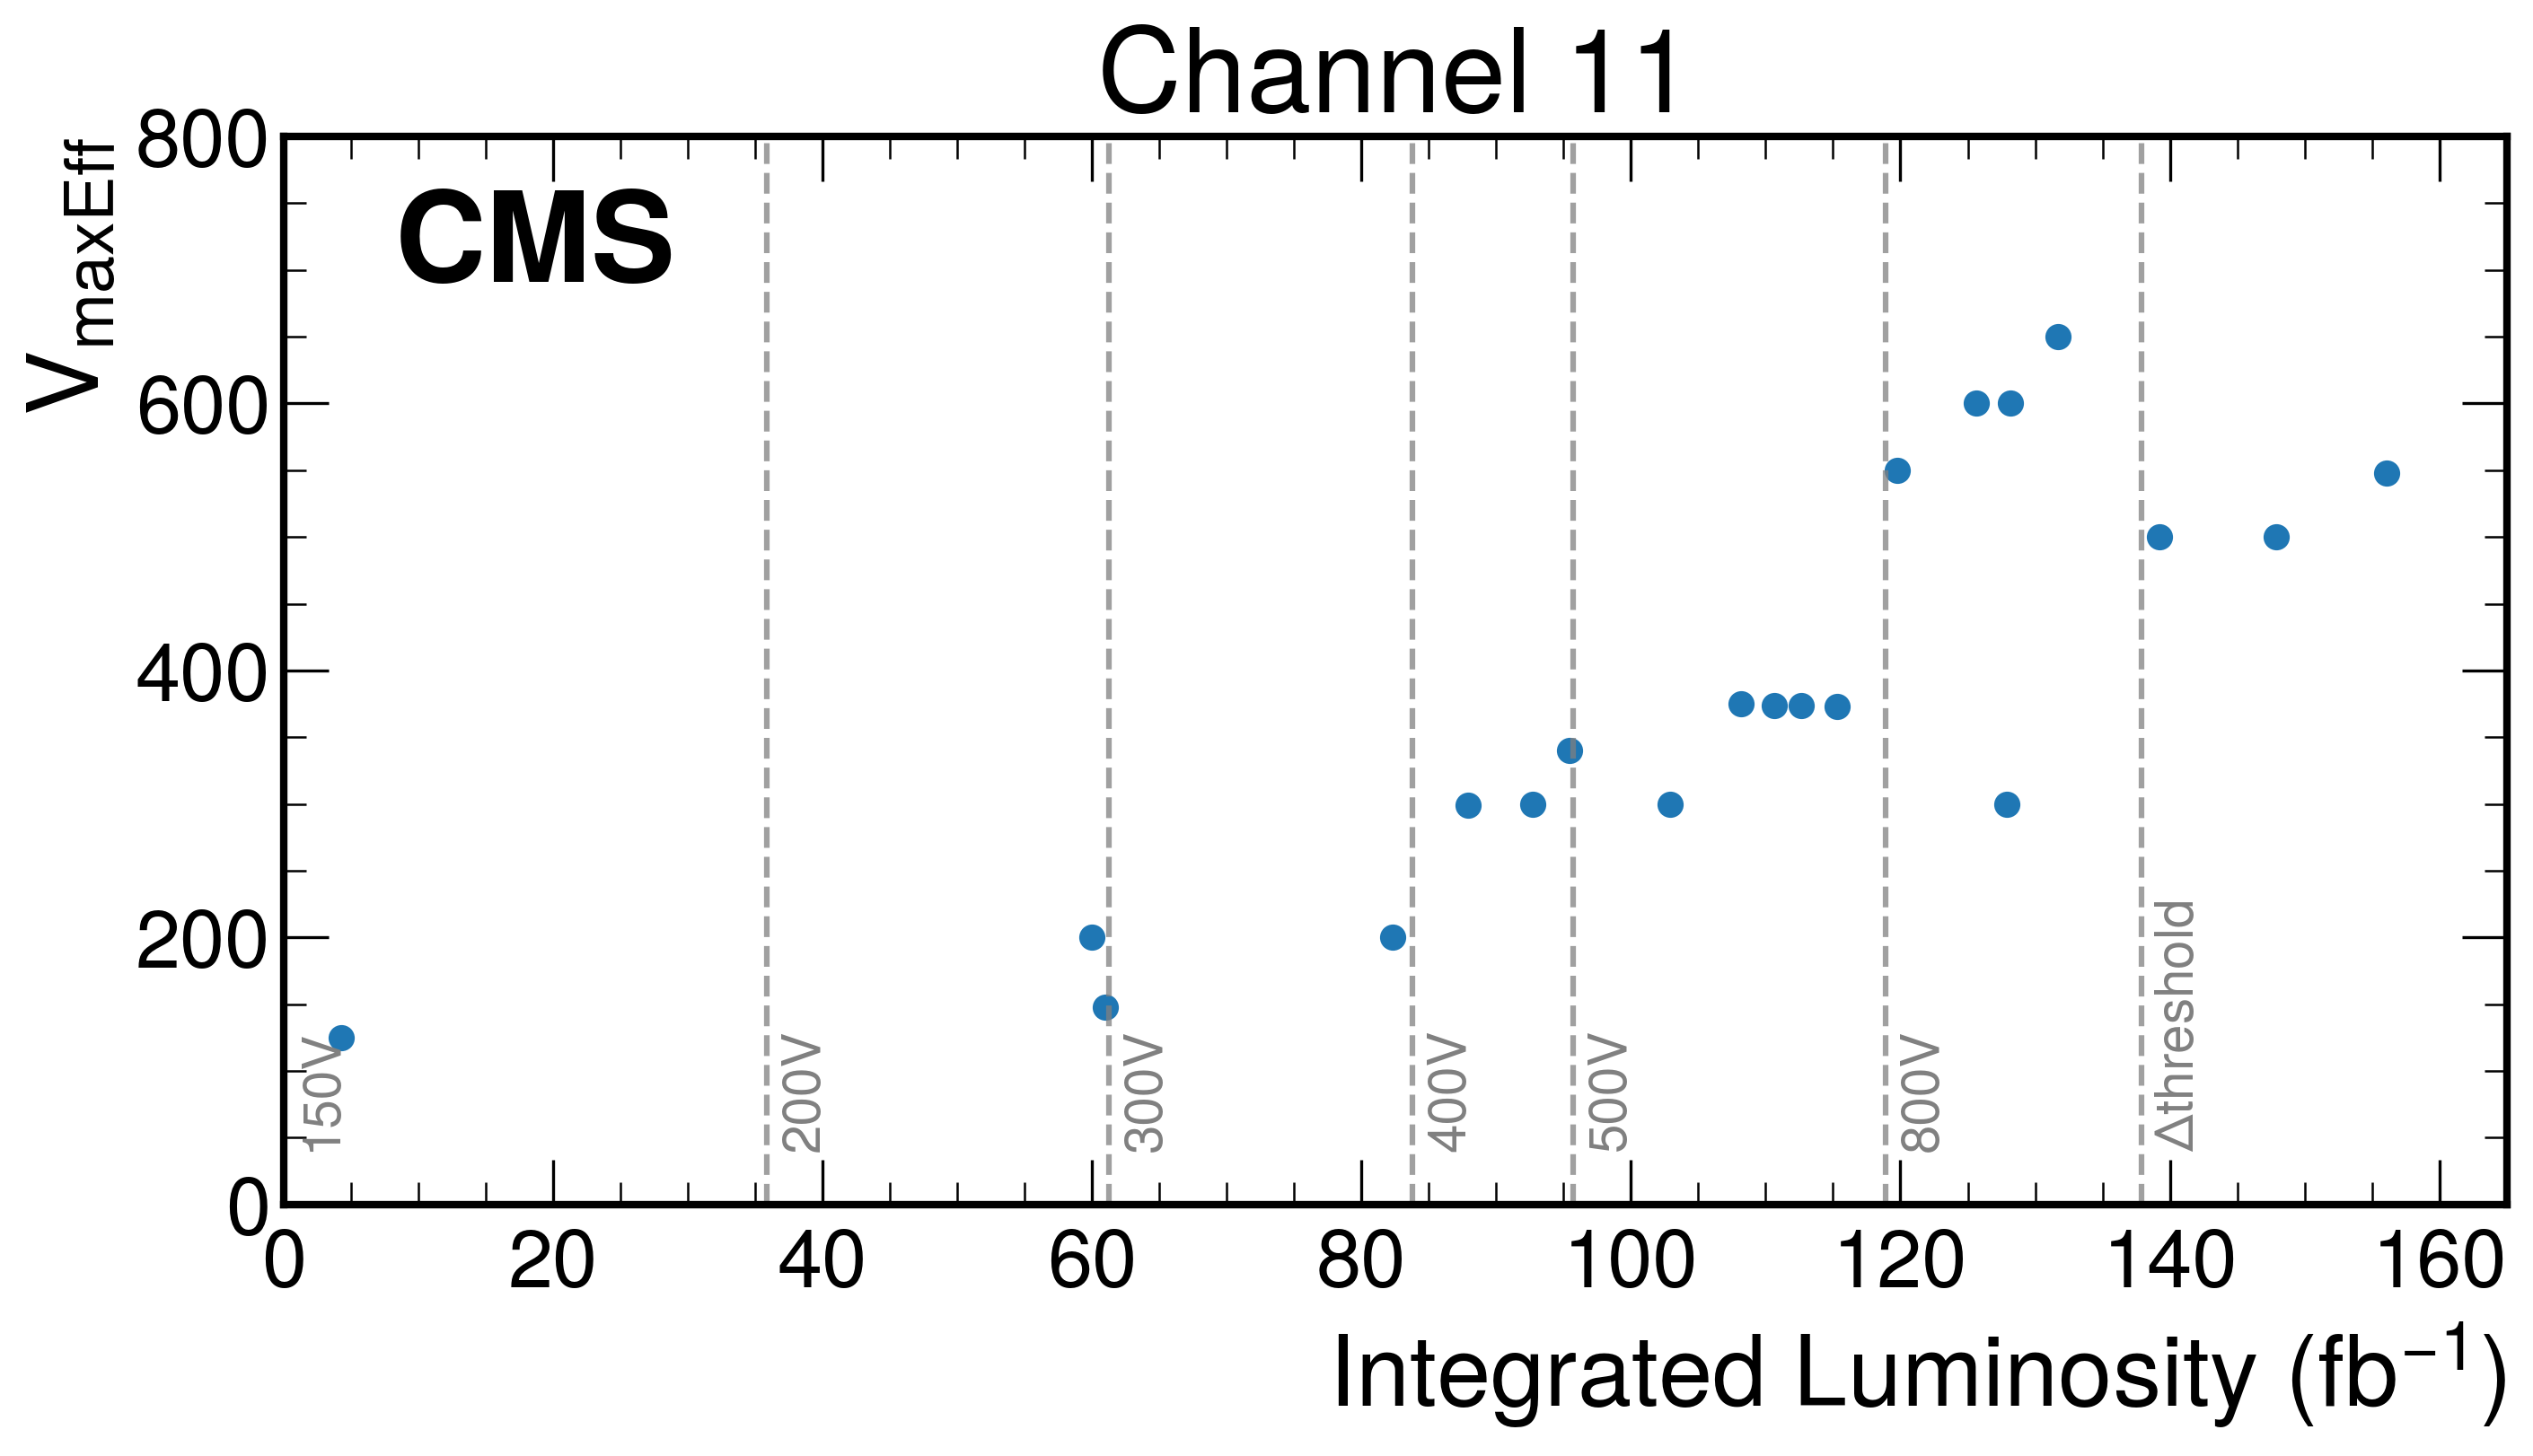 Channel 11
V_maxEff
CMS
800
600
400
200
0
150V
200V
300V
400V
500V
800V
Δthreshold
0 20 40 60 80 100 120 140 160
Integrated Luminosity (fb⁻¹)